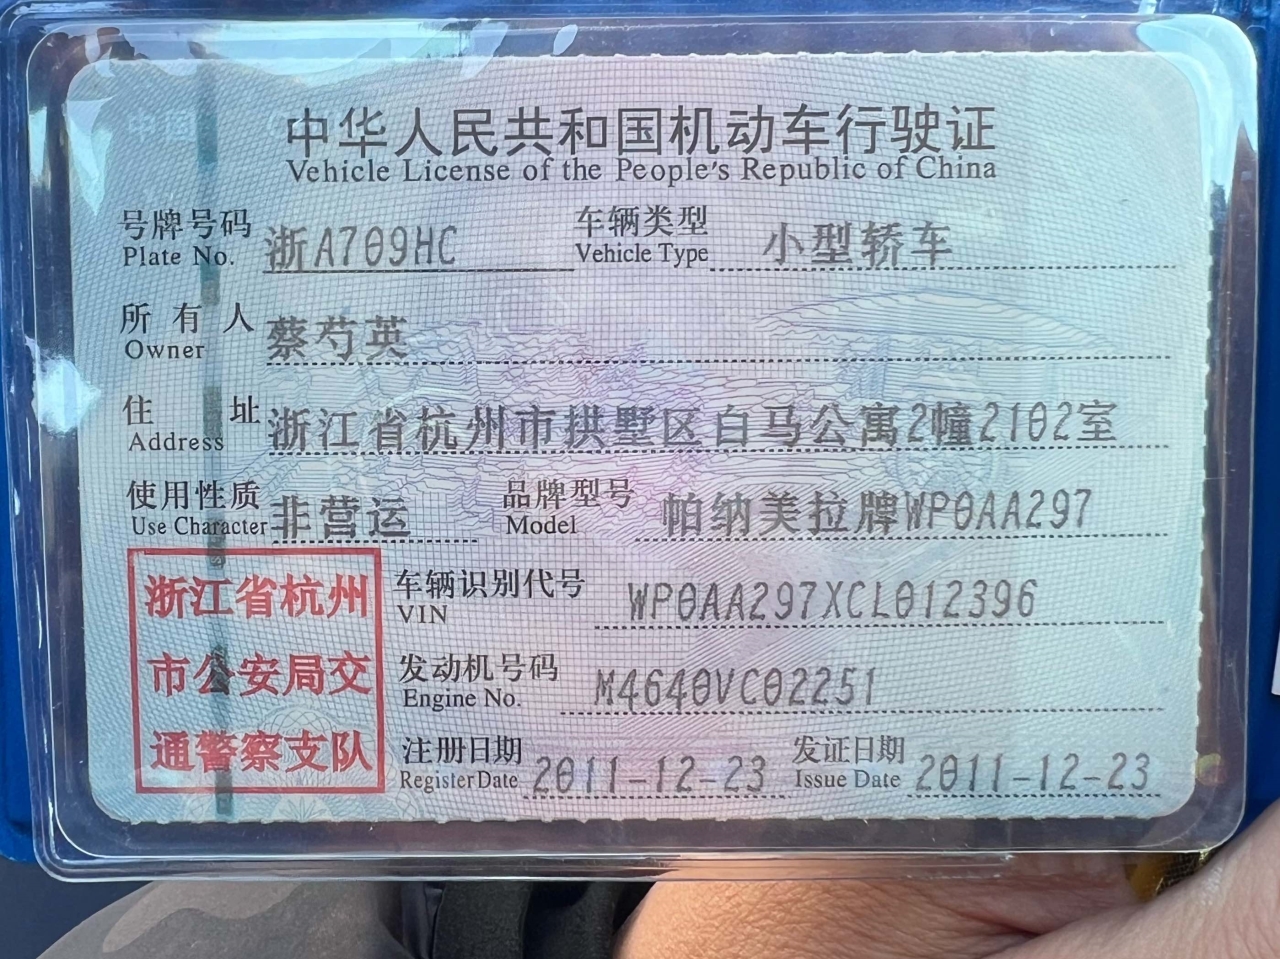 中华人民共和国机动车行驶证
Vehicle License of the People's Republic of China
号牌号码 浙A709HC 车辆类型 小型轿车
Plate No. Vehicle Type
所有人 蔡芍英
Owner
住址 浙江省杭州市拱墅区白马公寓2幢2102室
Address
使用性质 非营运 品牌型号 帕纳美拉牌WP0AA297
Use Character Model
浙江省杭州
市公安局交
通警察支队
车辆识别代号 WP0AA297XCL012396
VIN
发动机号码 M4640VC02251
Engine No.
注册日期 2011-12-23 发证日期 2011-12-23
Register Date Issue Date